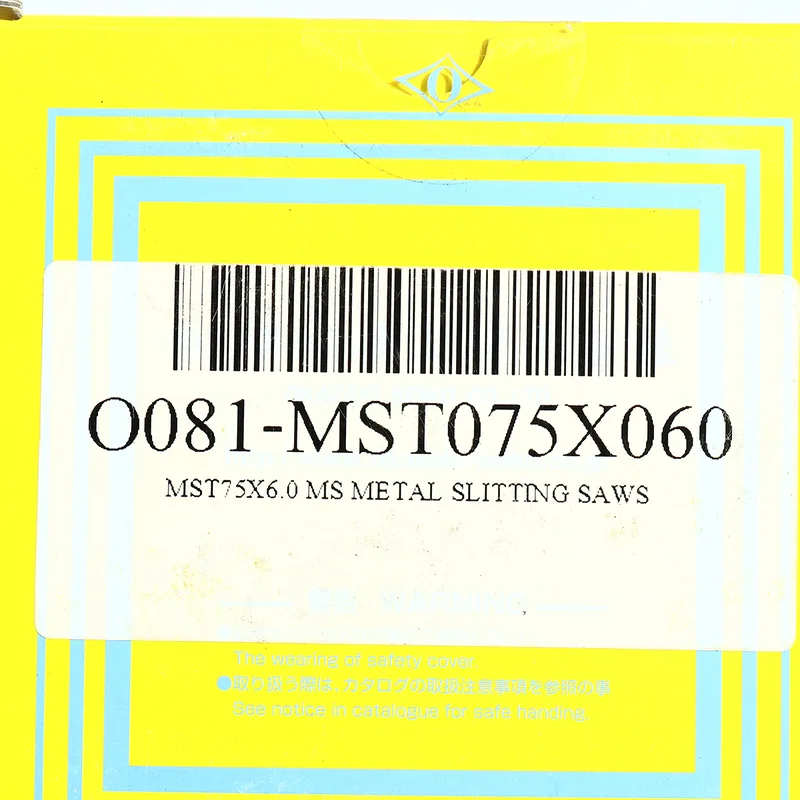 O
O081-MST075X060
MST75X6.0 MS METAL SLITTING SAWS
The wearing of safety cover.
●取り扱う際は、カタログの取扱注意事項を参照の事
See notice in catalogue for safe handing.